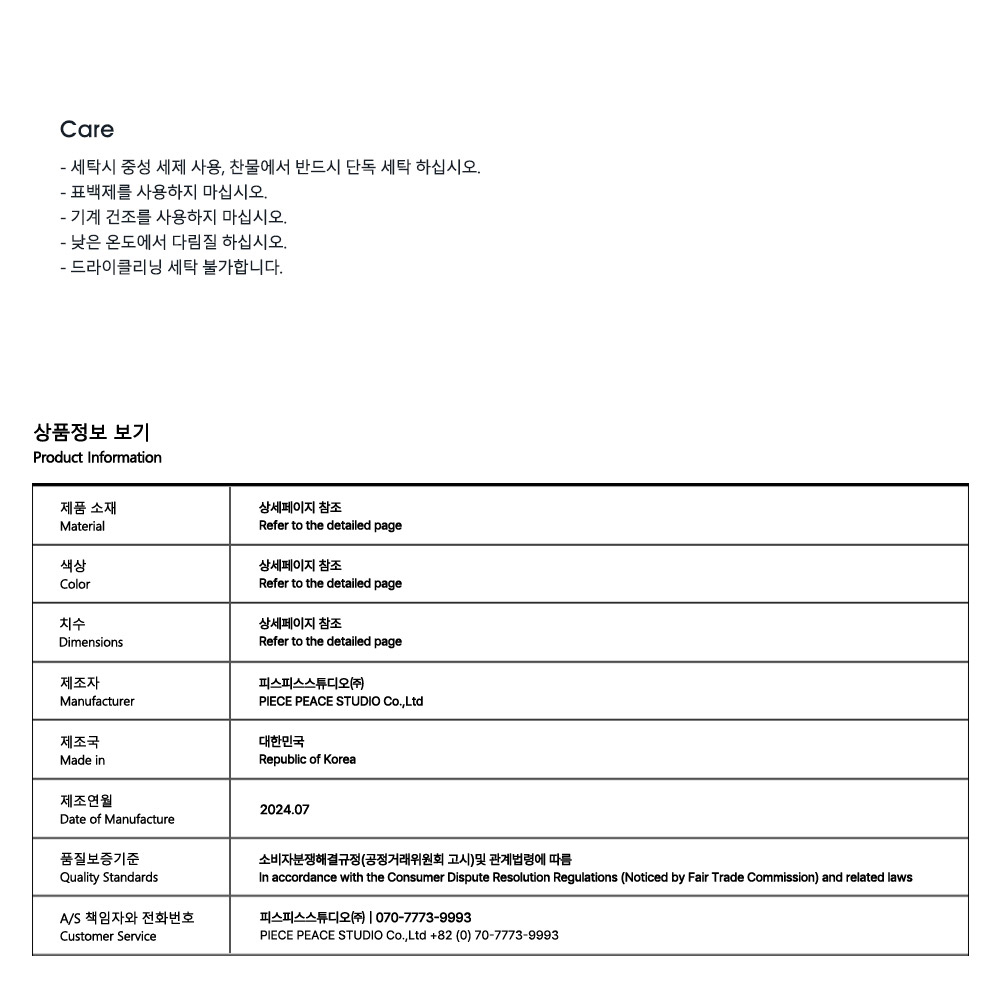 Care
- 세탁시 중성 세제 사용, 찬물에서 반드시 단독 세탁 하십시오.
- 표백제를 사용하지 마십시오.
- 기계 건조를 사용하지 마십시오.
- 낮은 온도에서 다림질 하십시오.
- 드라이클리닝 세탁 불가합니다.
상품정보 보기
Product Information
제품 소재
Material
상세페이지 참조
Refer to the detailed page
색상
Color
상세페이지 참조
Refer to the detailed page
치수
Dimensions
상세페이지 참조
Refer to the detailed page
제조자
Manufacturer
피스피스스튜디오㈜
PIECE PEACE STUDIO Co.,Ltd
제조국
Made in
대한민국
Republic of Korea
제조연월
Date of Manufacture
2024.07
품질보증기준
Quality Standards
소비자분쟁해결규정(공정거래위원회 고시)및 관계법령에 따름
In accordance with the Consumer Dispute Resolution Regulations (Noticed by Fair Trade Commission) and related laws
A/S 책임자와 전화번호
Customer Service
피스피스스튜디오㈜ | 070-7773-9993
PIECE PEACE STUDIO Co.,Ltd +82 (0) 70-7773-9993